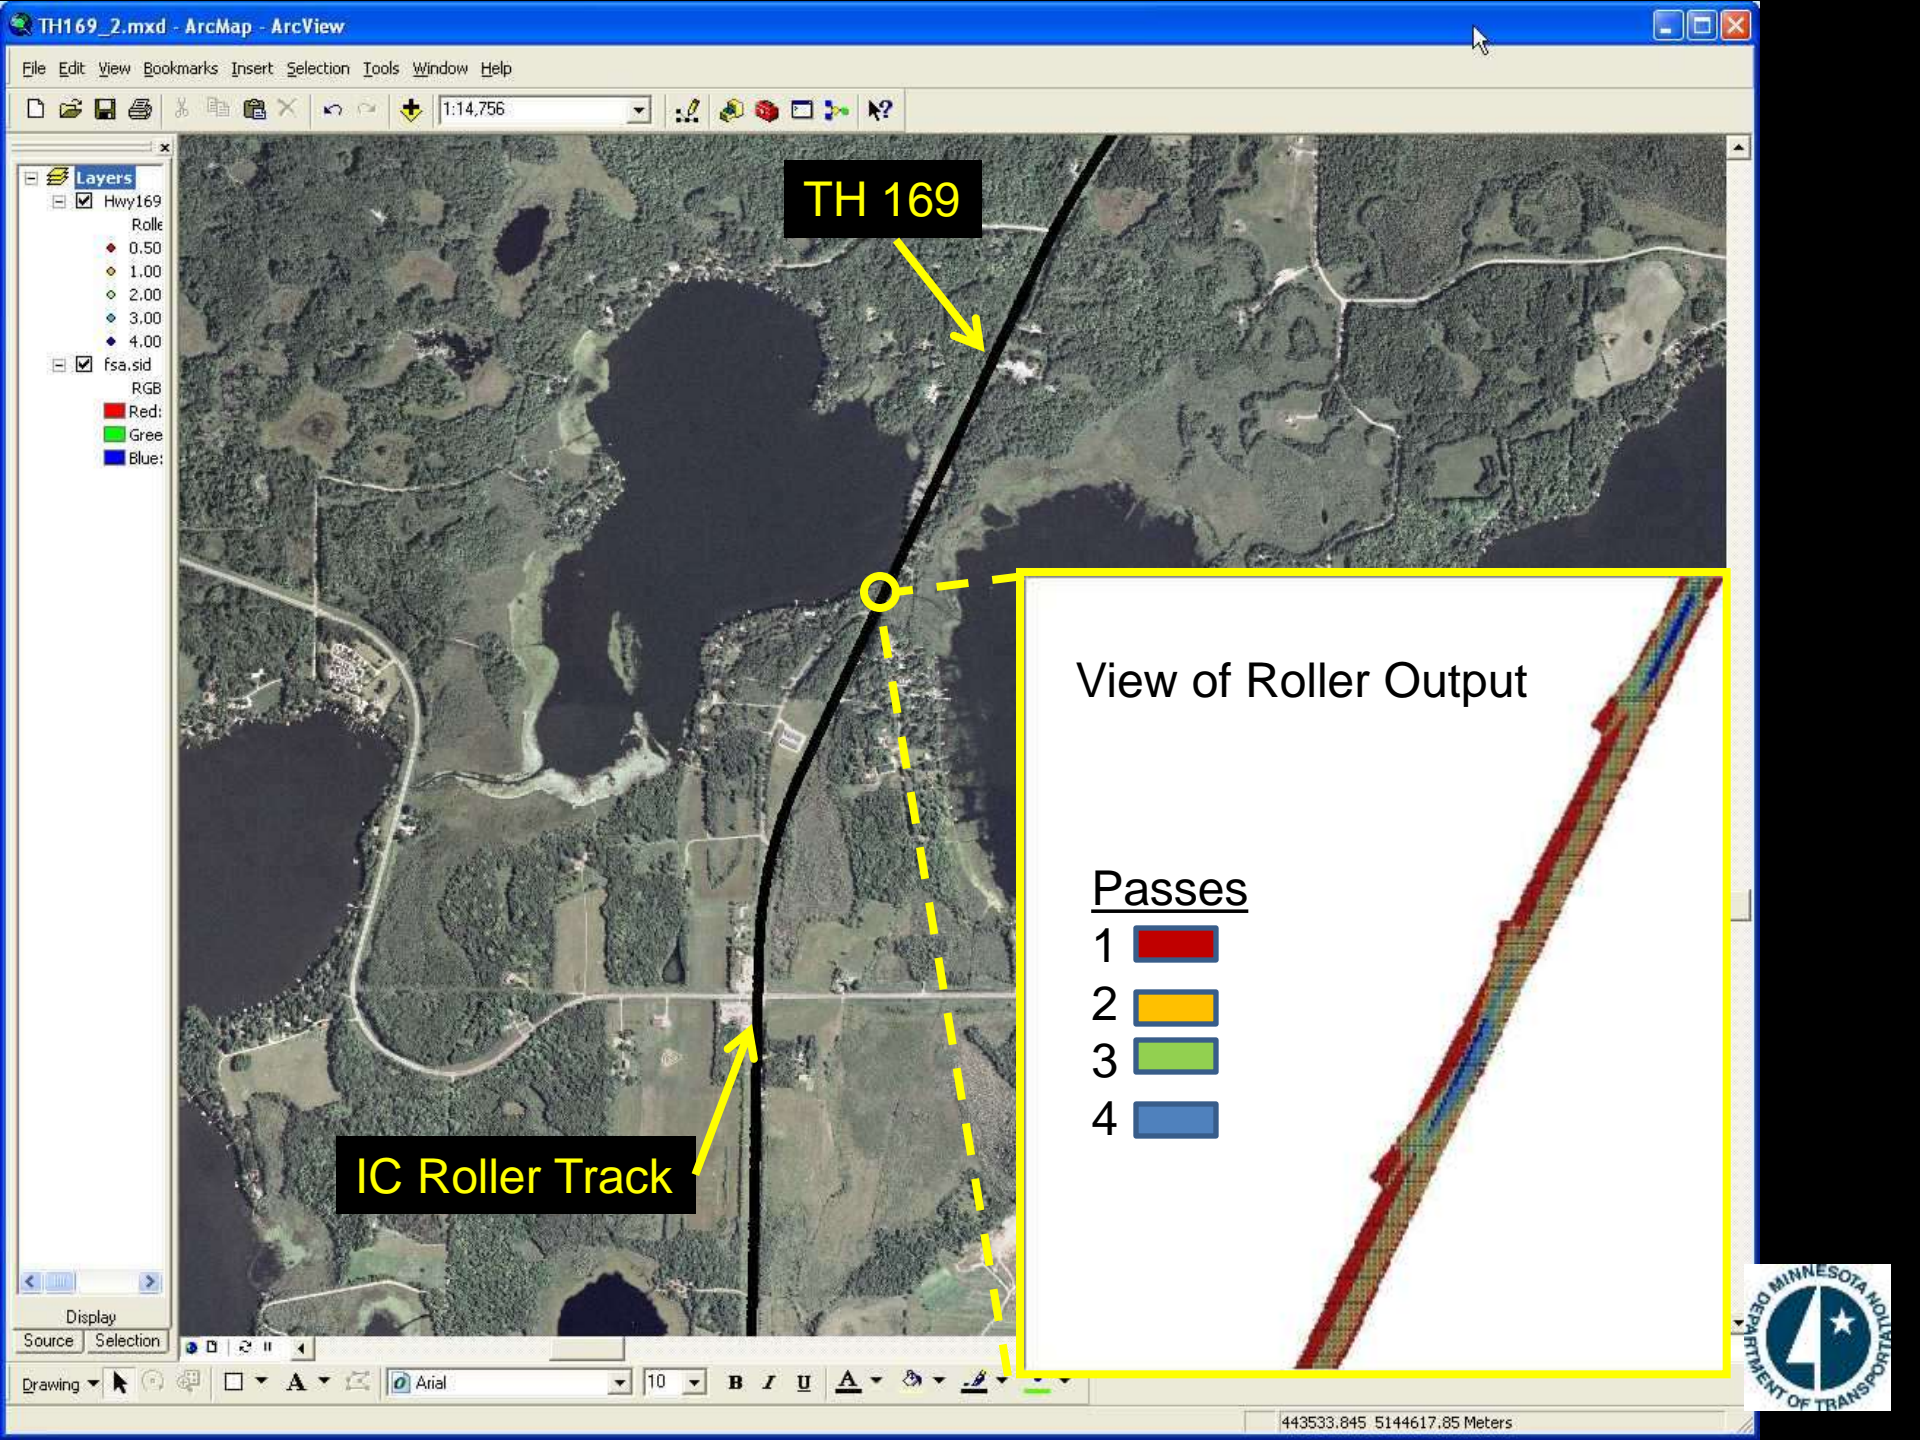 TH169_2.mxd - ArcMap - ArcView
File Edit View Bookmarks Insert Selection Tools Window Help
1:14,756
Layers
Hwy169
Rolle
0.50
1.00
2.00
3.00
4.00
fsa.sid
RGB
Red:
Gree
Blue:
TH 169
IC Roller Track
View of Roller Output
Passes
1
2
3
4
Display
Source Selection
Drawing A Arial 10 B I U A
443533.845 5144617.85 Meters
MINNESOTA DEPARTMENT OF TRANSPORTATION